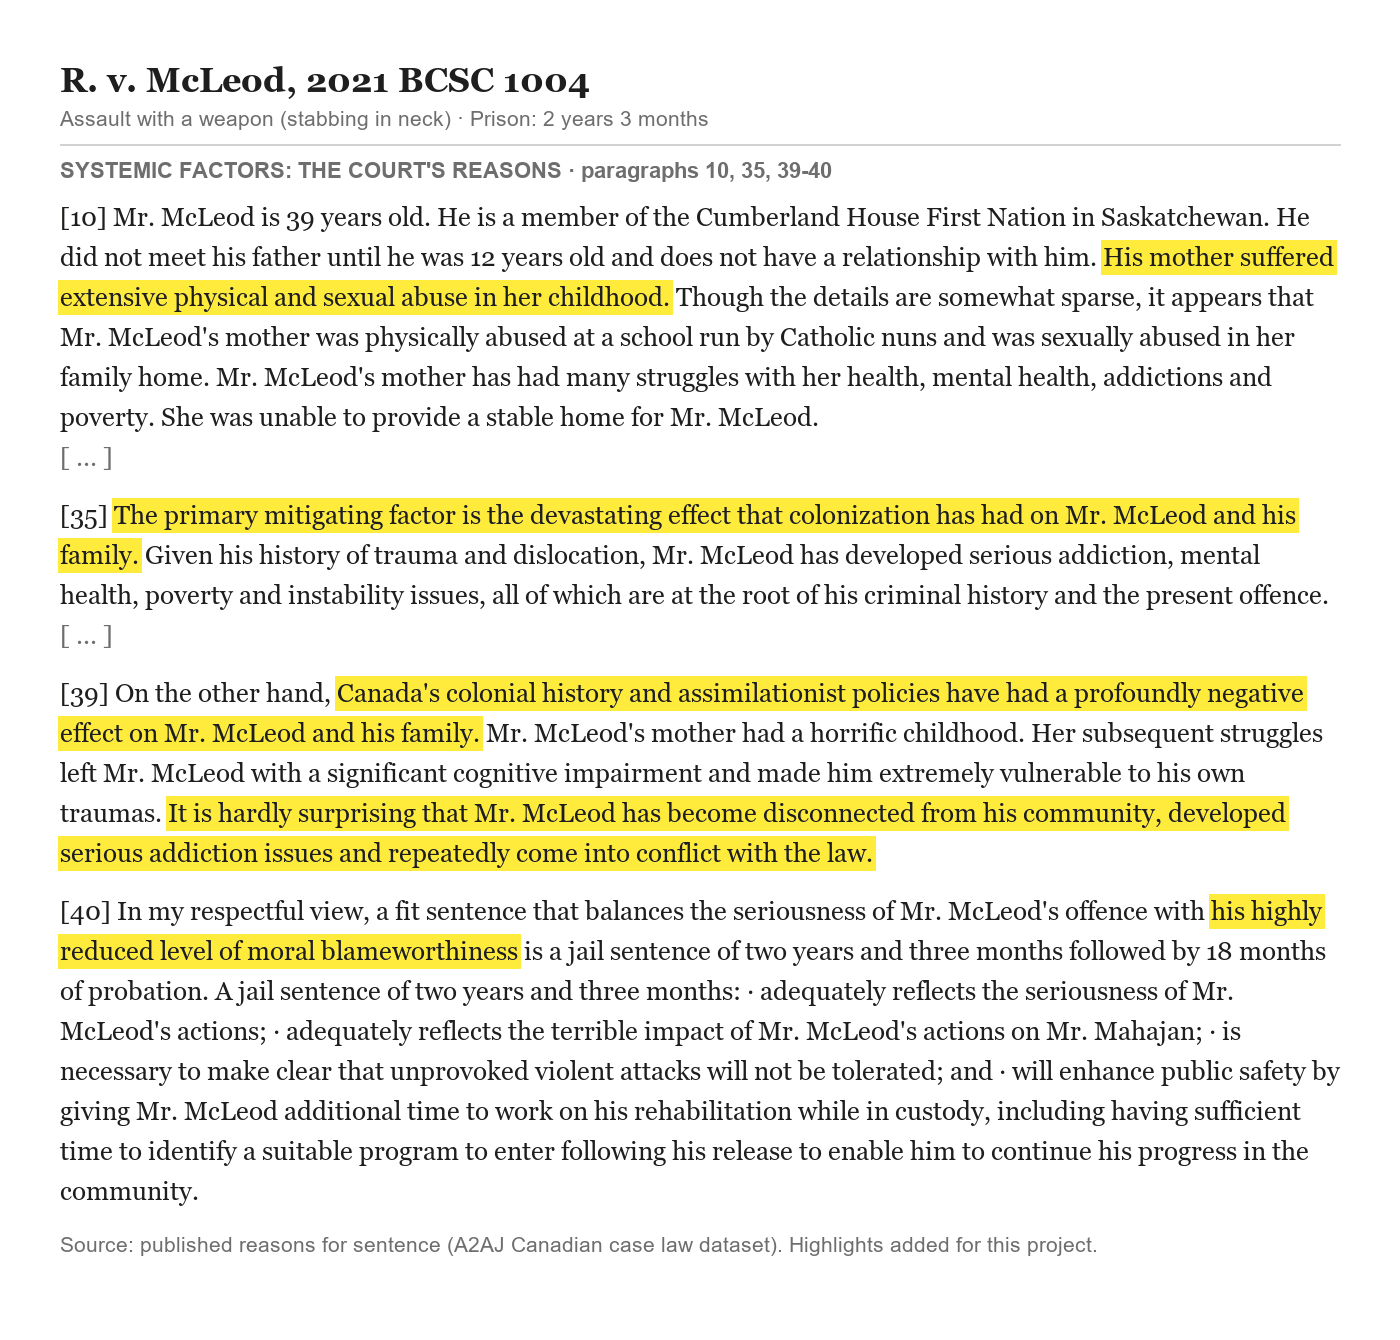 R. v. McLeod, 2021 BCSC 1004
Assault with a weapon (stabbing in neck) · Prison: 2 years 3 months
SYSTEMIC FACTORS: THE COURT'S REASONS · paragraphs 10, 35, 39-40
[10] Mr. McLeod is 39 years old. He is a member of the Cumberland House First Nation in Saskatchewan. He
did not meet his father until he was 12 years old and does not have a relationship with him. His mother suffered
extensive physical and sexual abuse in her childhood. Though the details are somewhat sparse, it appears that
Mr. McLeod's mother was physically abused at a school run by Catholic nuns and was sexually abused in her
family home. Mr. McLeod's mother has had many struggles with her health, mental health, addictions and
poverty. She was unable to provide a stable home for Mr. McLeod.
[ ... ]
[35] The primary mitigating factor is the devastating effect that colonization has had on Mr. McLeod and his
family. Given his history of trauma and dislocation, Mr. McLeod has developed serious addiction, mental
health, poverty and instability issues, all of which are at the root of his criminal history and the present offence.
[ ... ]
[39] On the other hand, Canada's colonial history and assimilationist policies have had a profoundly negative
effect on Mr. McLeod and his family. Mr. McLeod's mother had a horrific childhood. Her subsequent struggles
left Mr. McLeod with a significant cognitive impairment and made him extremely vulnerable to his own
traumas. It is hardly surprising that Mr. McLeod has become disconnected from his community, developed
serious addiction issues and repeatedly come into conflict with the law.
[40] In my respectful view, a fit sentence that balances the seriousness of Mr. McLeod's offence with his highly
reduced level of moral blameworthiness is a jail sentence of two years and three months followed by 18 months
of probation. A jail sentence of two years and three months: · adequately reflects the seriousness of Mr.
McLeod's actions; · adequately reflects the terrible impact of Mr. McLeod's actions on Mr. Mahajan; · is
necessary to make clear that unprovoked violent attacks will not be tolerated; and · will enhance public safety by
giving Mr. McLeod additional time to work on his rehabilitation while in custody, including having sufficient
time to identify a suitable program to enter following his release to enable him to continue his progress in the
community.
Source: published reasons for sentence (A2AJ Canadian case law dataset). Highlights added for this project.